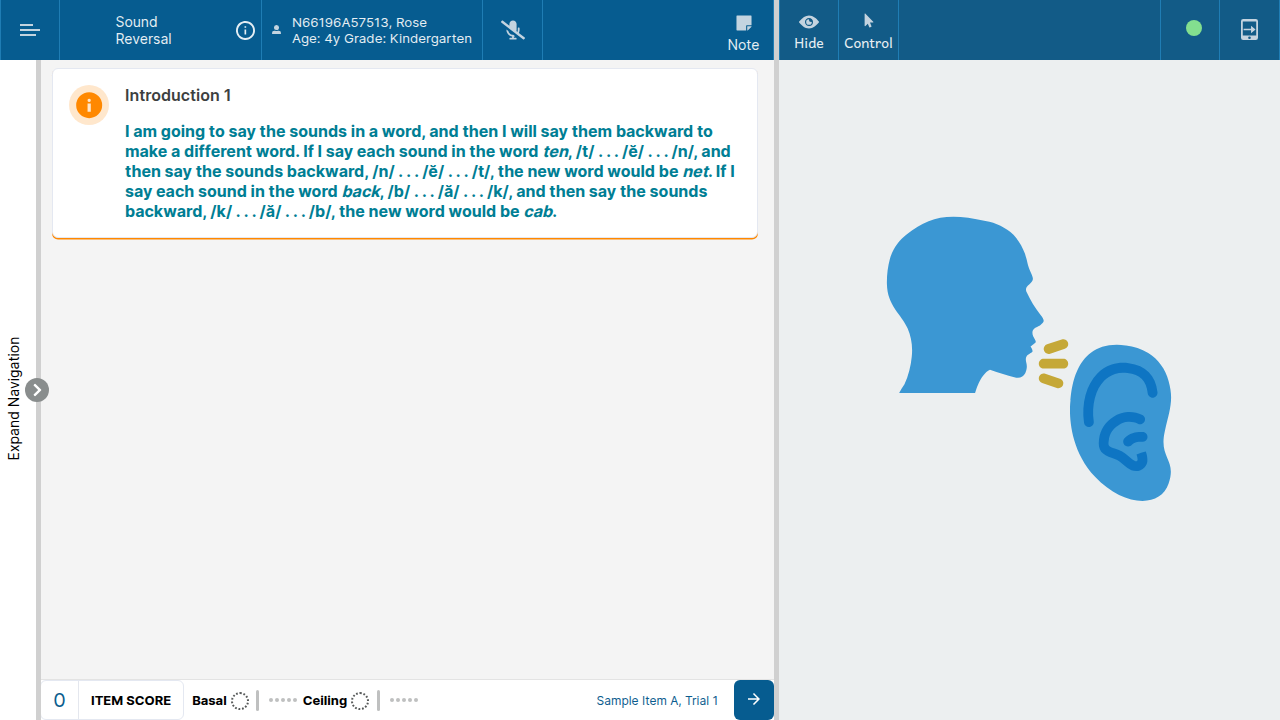 Sound
Reversal
N66196A57513, Rose
Age: 4y Grade: Kindergarten
Note
Hide
Control
Expand Navigation
Introduction 1
I am going to say the sounds in a word, and then I will say them backward to
make a different word. If I say each sound in the word ten, /t/ . . . /ĕ/ . . . /n/, and
then say the sounds backward, /n/ . . . /ĕ/ . . . /t/, the new word would be net. If I
say each sound in the word back, /b/ . . . /ă/ . . . /k/, and then say the sounds
backward, /k/ . . . /ă/ . . . /b/, the new word would be cab.
0 ITEM SCORE Basal Ceiling Sample Item A, Trial 1